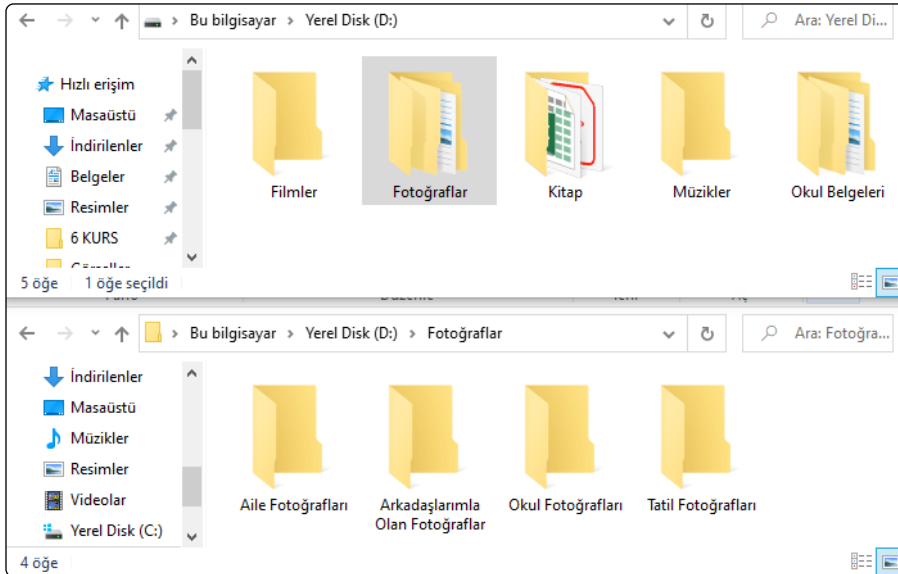 Bu bilgisayar > Yerel Disk (D:)
Ara: Yerel Di...
Hızlı erişim
Masaüstü
İndirilenler
Belgeler
Resimler
6 KURS
Filmler
Fotoğraflar
Kitap
Müzikler
Okul Belgeleri
5 öğe
1 öğe seçildi
Bu bilgisayar > Yerel Disk (D:) > Fotoğraflar
Ara: Fotoğra...
İndirilenler
Masaüstü
Müzikler
Resimler
Videolar
Yerel Disk (C:)
Aile Fotoğrafları
Arkadaşlarımla
Olan Fotoğraflar
Okul Fotoğrafları
Tatil Fotoğrafları
4 öğe